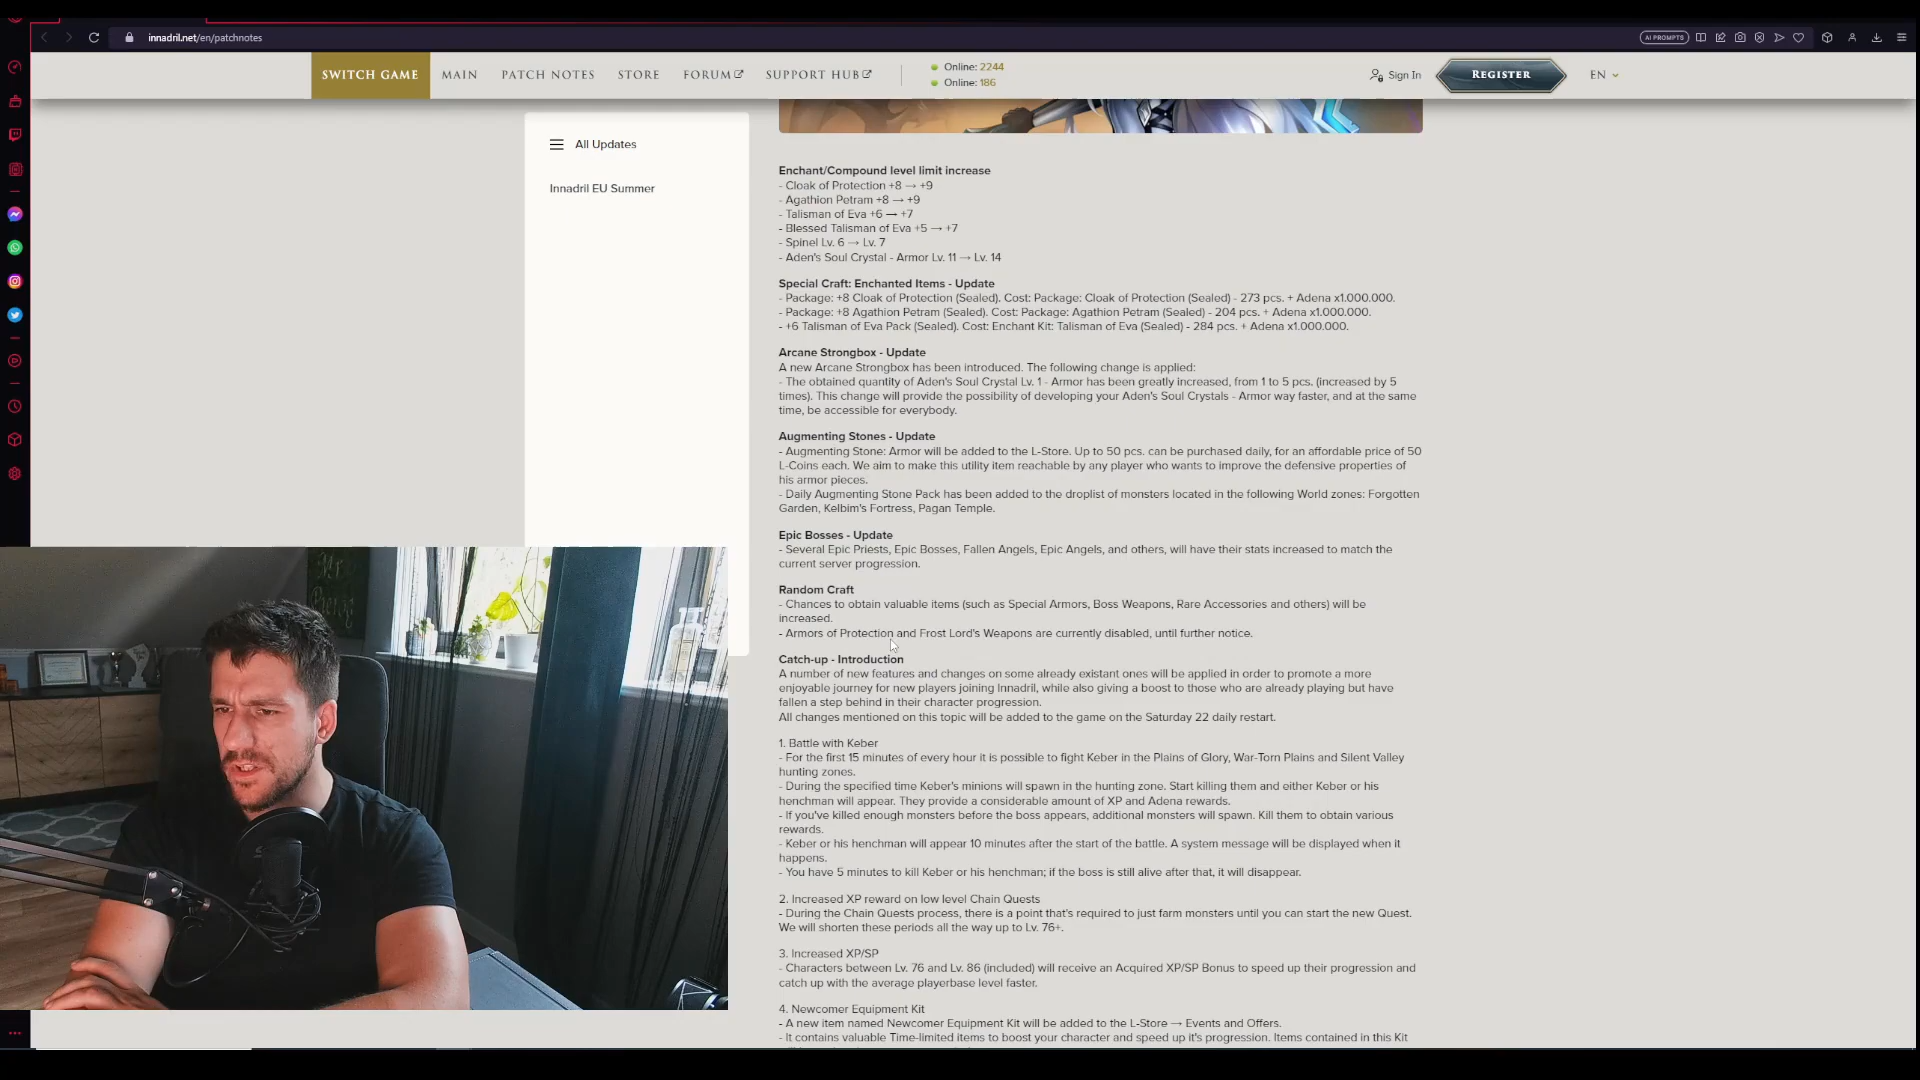 innadril.net/en/patchnotes
AI PROMPTS
SWITCH GAME
MAIN
PATCH NOTES
STORE
FORUM
SUPPORT HUB
Online: 2244
Online: 186
Sign In
REGISTER
EN
All Updates
Innadril EU Summer
Enchant/Compound level limit increase
- Cloak of Protection +8 → +9
- Agathion Petram +8 → +9
- Talisman of Eva +6 → +7
- Blessed Talisman of Eva +5 → +7
- Spinel Lv. 6 → Lv. 7
- Aden's Soul Crystal - Armor Lv. 11 → Lv. 14
Special Craft: Enchanted Items - Update
- Package: +8 Cloak of Protection (Sealed). Cost: Package: Cloak of Protection (Sealed) - 273 pcs. + Adena x1.000.000.
- Package: +8 Agathion Petram (Sealed). Cost: Package: Agathion Petram (Sealed) - 204 pcs. + Adena x1.000.000.
- +6 Talisman of Eva Pack (Sealed). Cost: Enchant Kit: Talisman of Eva (Sealed) - 284 pcs. + Adena x1.000.000.
Arcane Strongbox - Update
A new Arcane Strongbox has been introduced. The following change is applied:
- The obtained quantity of Aden's Soul Crystal Lv. 1 - Armor has been greatly increased, from 1 to 5 pcs. (increased by 5
times). This change will provide the possibility of developing your Aden's Soul Crystals - Armor way faster, and at the same
time, be accessible for everybody.
Augmenting Stones - Update
- Augmenting Stone: Armor will be added to the L-Store. Up to 50 pcs. can be purchased daily, for an affordable price of 50
L-Coins each. We aim to make this utility item reachable by any player who wants to improve the defensive properties of
his armor pieces.
- Daily Augmenting Stone Pack has been added to the droplist of monsters located in the following World zones: Forgotten
Garden, Kelbim's Fortress, Pagan Temple.
Epic Bosses - Update
- Several Epic Priests, Epic Bosses, Fallen Angels, Epic Angels, and others, will have their stats increased to match the
current server progression.
Random Craft
- Chances to obtain valuable items (such as Special Armors, Boss Weapons, Rare Accessories and others) will be
increased.
- Armors of Protection and Frost Lord's Weapons are currently disabled, until further notice.
Catch-up - Introduction
A number of new features and changes on some already existant ones will be applied in order to promote a more
enjoyable journey for new players joining Innadril, while also giving a boost to those who are already playing but have
fallen a step behind in their character progression.
All changes mentioned on this topic will be added to the game on the Saturday 22 daily restart.
1. Battle with Keber
- For the first 15 minutes of every hour it is possible to fight Keber in the Plains of Glory, War-Torn Plains and Silent Valley
hunting zones.
- During the specified time Keber's minions will spawn in the hunting zone. Start killing them and either Keber or his
henchman will appear. They provide a considerable amount of XP and Adena rewards.
- If you've killed enough monsters before the boss appears, additional monsters will spawn. Kill them to obtain various
rewards.
- Keber or his henchman will appear 10 minutes after the start of the battle. A system message will be displayed when it
happens.
- You have 5 minutes to kill Keber or his henchman; if the boss is still alive after that, it will disappear.
2. Increased XP reward on low level Chain Quests
- During the Chain Quests process, there is a point that's required to just farm monsters until you can start the new Quest.
We will shorten these periods all the way up to Lv. 76+.
3. Increased XP/SP
- Characters between Lv. 76 and Lv. 86 (included) will receive an Acquired XP/SP Bonus to speed up their progression and
catch up with the average playerbase level faster.
4. Newcomer Equipment Kit
- A new item named Newcomer Equipment Kit will be added to the L-Store → Events and Offers.
- It contains valuable Time-limited items to boost your character and speed up it's progression. Items contained in this Kit